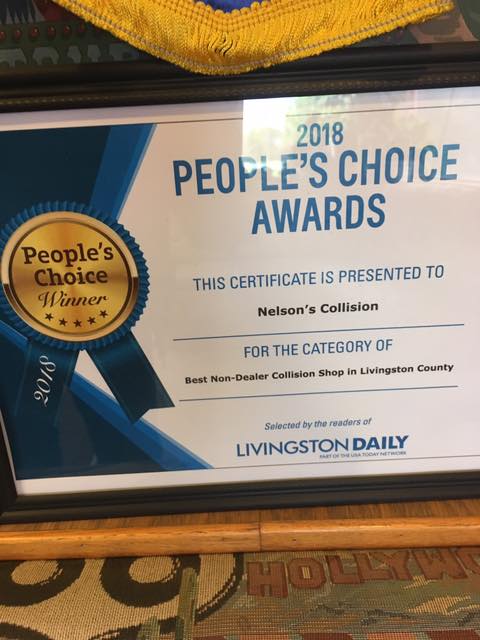 2018
PEOPLE'S CHOICE
AWARDS
THIS CERTIFICATE IS PRESENTED TO
Nelson's Collision
FOR THE CATEGORY OF
Best Non-Dealer Collision Shop in Livingston County
Selected by the readers of
LIVINGSTON DAILY
PART OF THE USA TODAY NETWORK
People's
Choice
Winner
2018
HOLLYWO